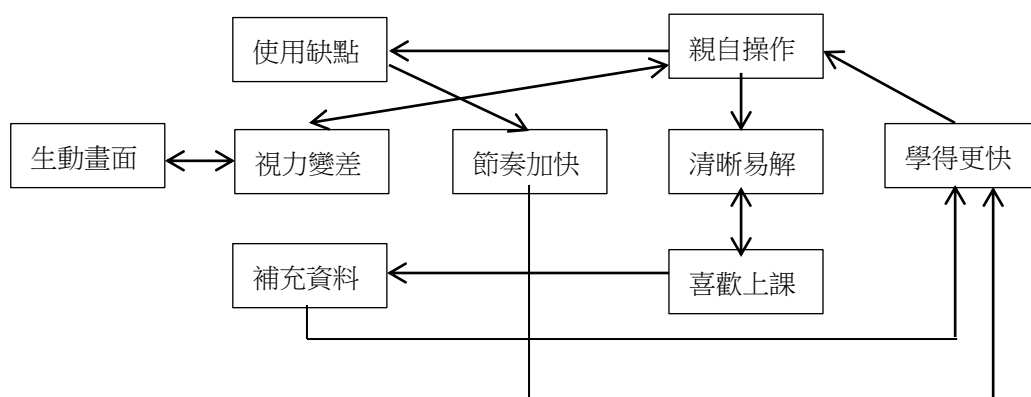 使用缺點
親自操作
生動畫面
視力變差
節奏加快
清晰易解
學得更快
補充資料
喜歡上課